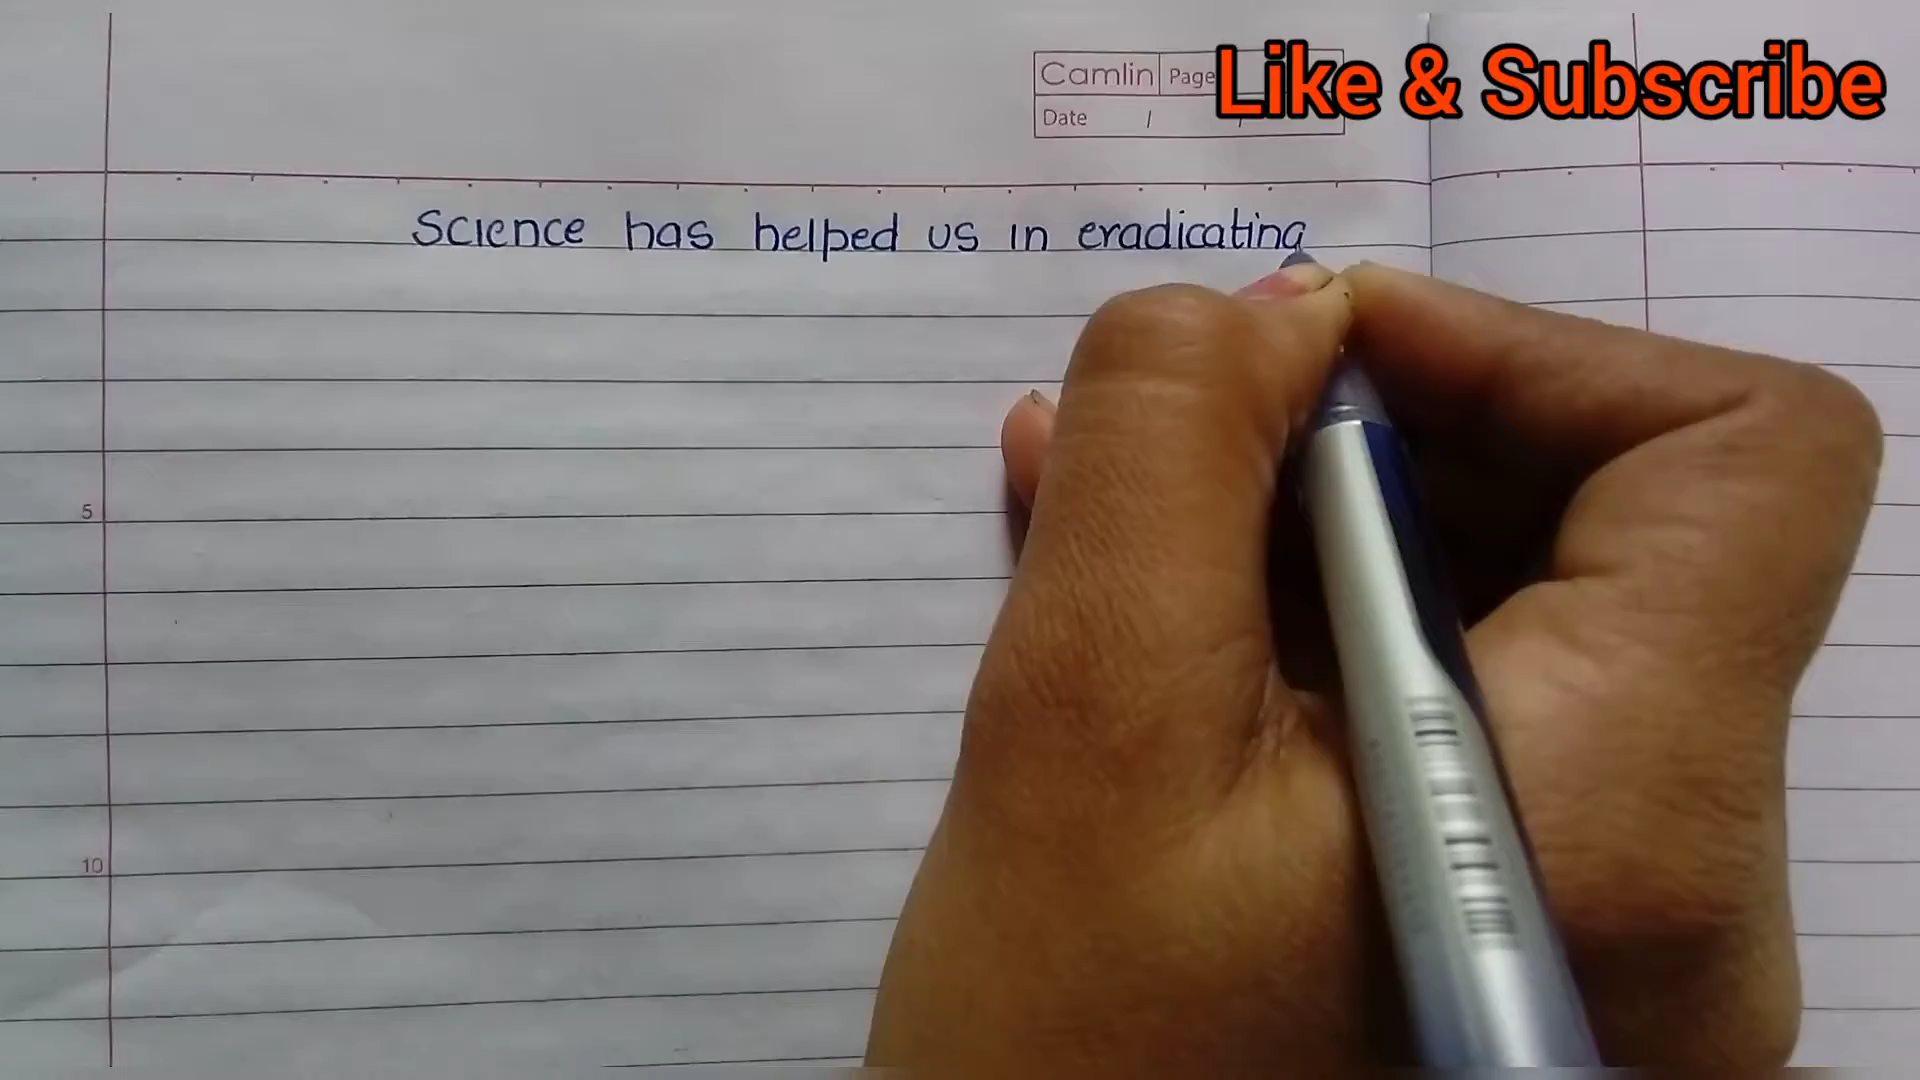 Like & Subscribe
Camlin Page
Date / /
Science has helped us in eradicating
5
10